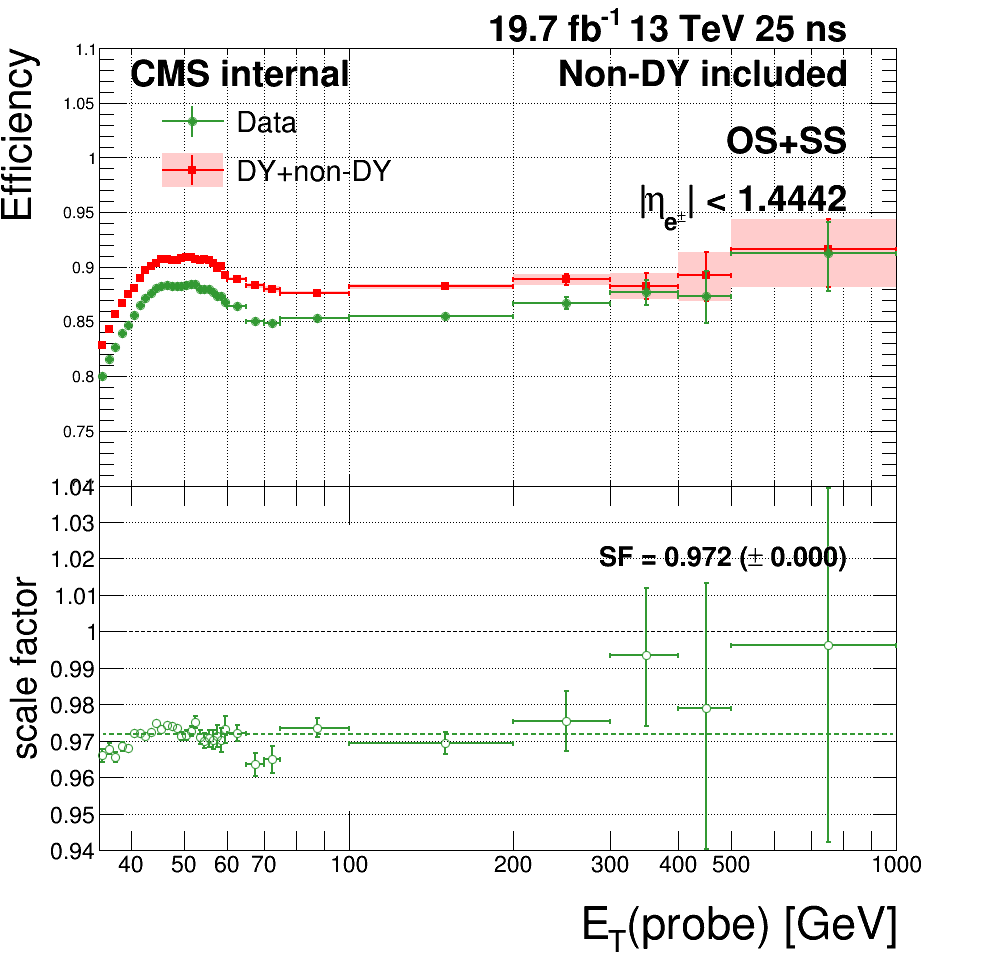 19.7 fb⁻¹ 13 TeV 25 ns
CMS internal
Non-DY included
Data
DY+non-DY
OS+SS
|η_e±| < 1.4442
Efficiency
1.1
1.05
1
0.95
0.9
0.85
0.8
0.75
1.04
1.03
1.02
1.01
1
0.99
0.98
0.97
0.96
0.95
0.94
SF = 0.972 (± 0.000)
scale factor
40 50 60 70 100 200 300 400 500 1000
E_T(probe) [GeV]